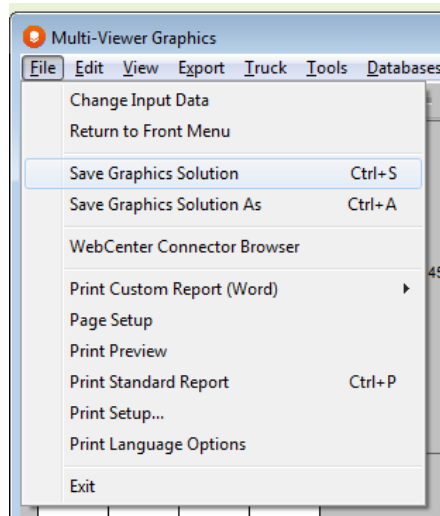 Multi-Viewer Graphics
File Edit View Export Truck Tools Databases
Change Input Data
Return to Front Menu
Save Graphics Solution Ctrl+S
Save Graphics Solution As Ctrl+A
WebCenter Connector Browser
45
Print Custom Report (Word)
Page Setup
Print Preview
Print Standard Report Ctrl+P
Print Setup...
Print Language Options
Exit